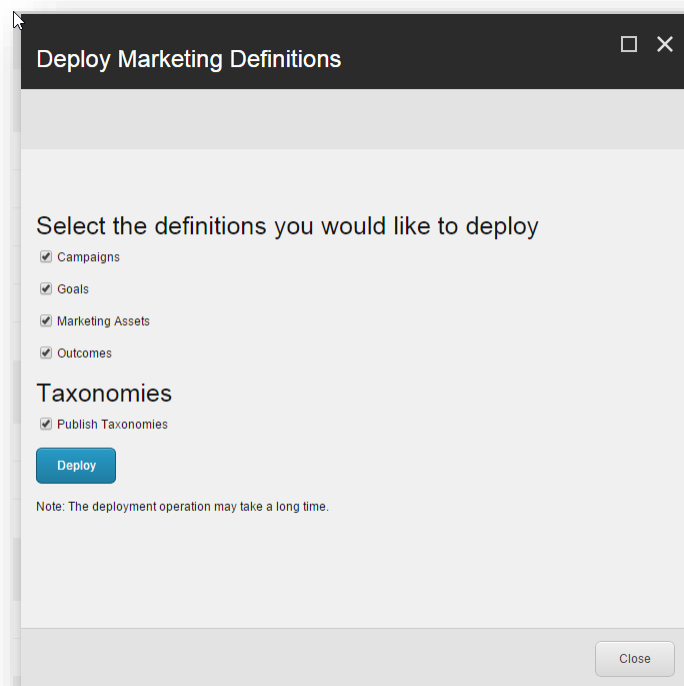 Deploy Marketing Definitions
Select the definitions you would like to deploy
Campaigns
Goals
Marketing Assets
Outcomes
Taxonomies
Publish Taxonomies
Deploy
Note: The deployment operation may take a long time.
Close